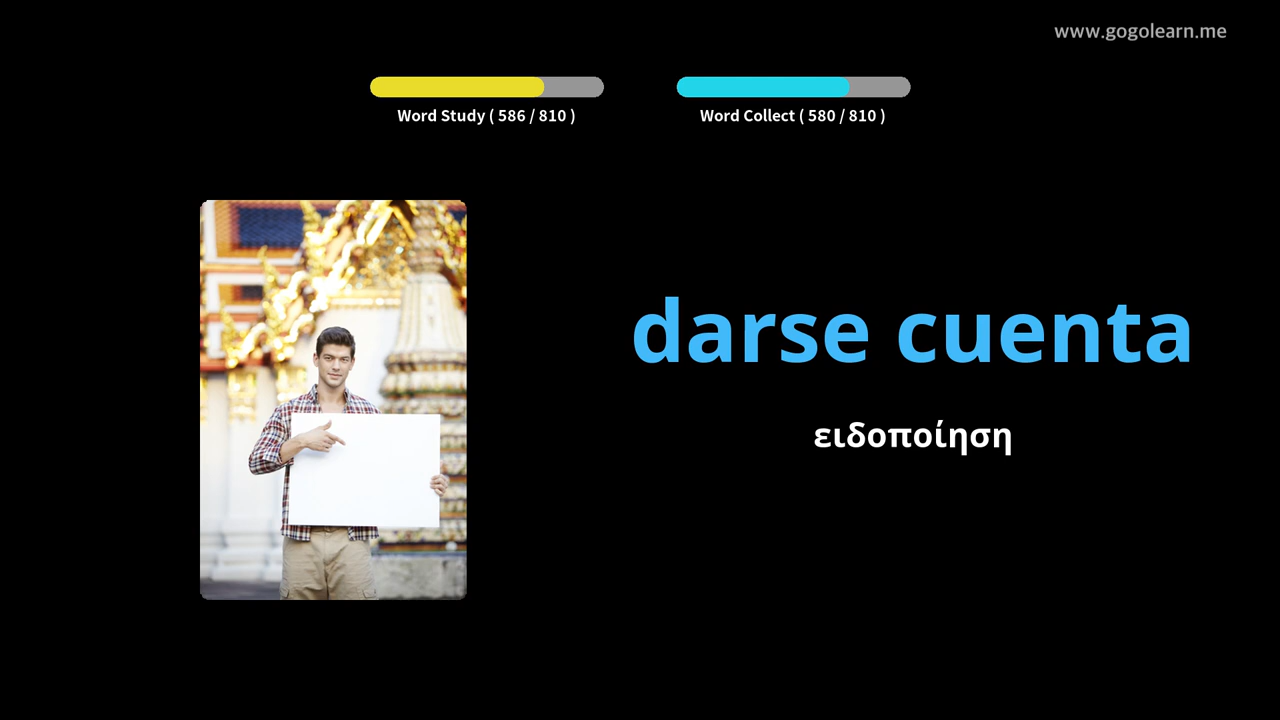 www.gogolearn.me
Word Study ( 586 / 810 )
Word Collect ( 580 / 810 )
darse cuenta
ειδοποίηση